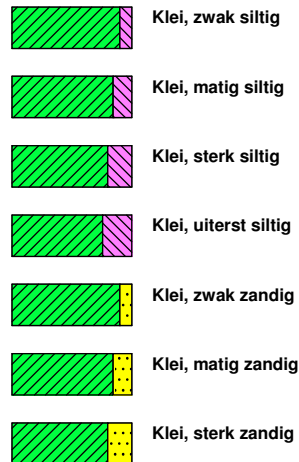 Klei, zwak siltig
Klei, matig siltig
Klei, sterk siltig
Klei, uiterst siltig
Klei, zwak zandig
Klei, matig zandig
Klei, sterk zandig